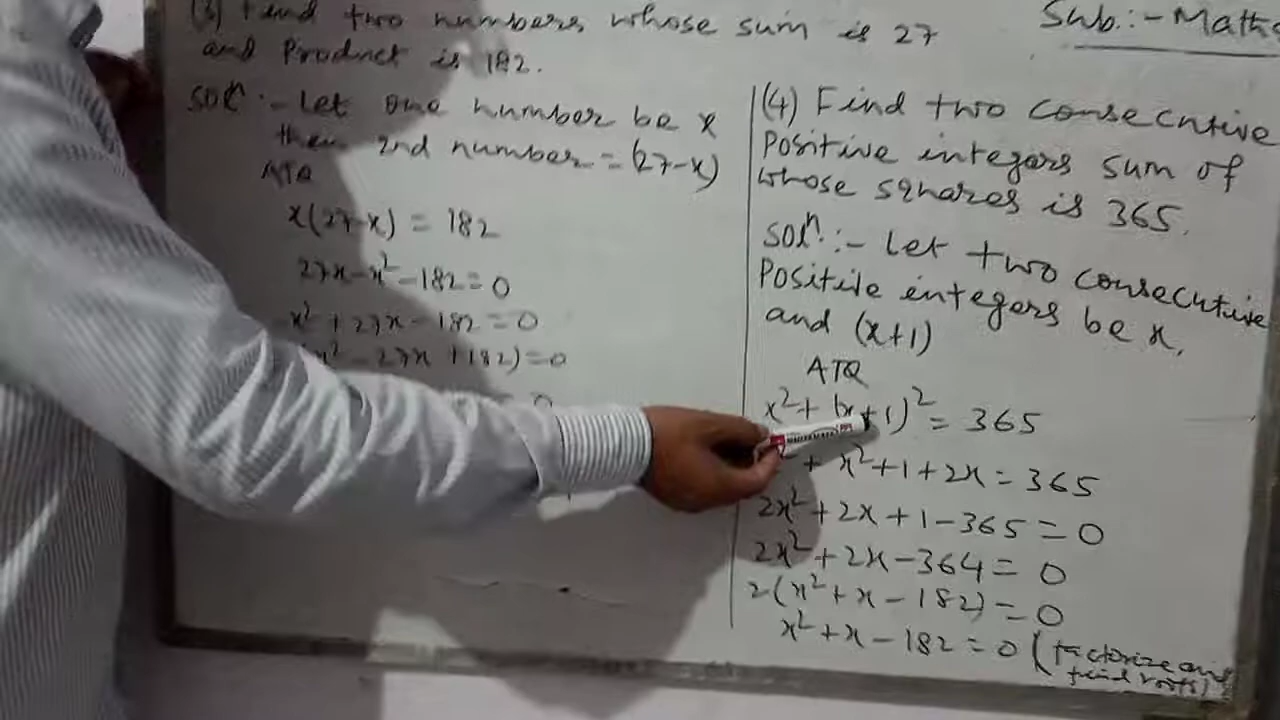 (3) Find two numbers whose sum is 27
and Product is 182.
Solⁿ :- Let one number be x
then 2nd number = (27-x)
ATQ
x(27-x) = 182
27x-x²-182=0
x²+27x-182=0
x²-27x+182)=0
Sub.:- Maths
(4) Find two consecutive
Positive integers sum of
whose squares is 365.
Solⁿ :- Let two consecutive
Positive integers be x,
and (x+1)
ATQ
x²+(x+1)²=365
+x²+1+2x=365
2x²+2x+1-365=0
2x²+2x-364=0
2(x²+x-182)=0
x²+x-182=0 (factorize and
find roots)